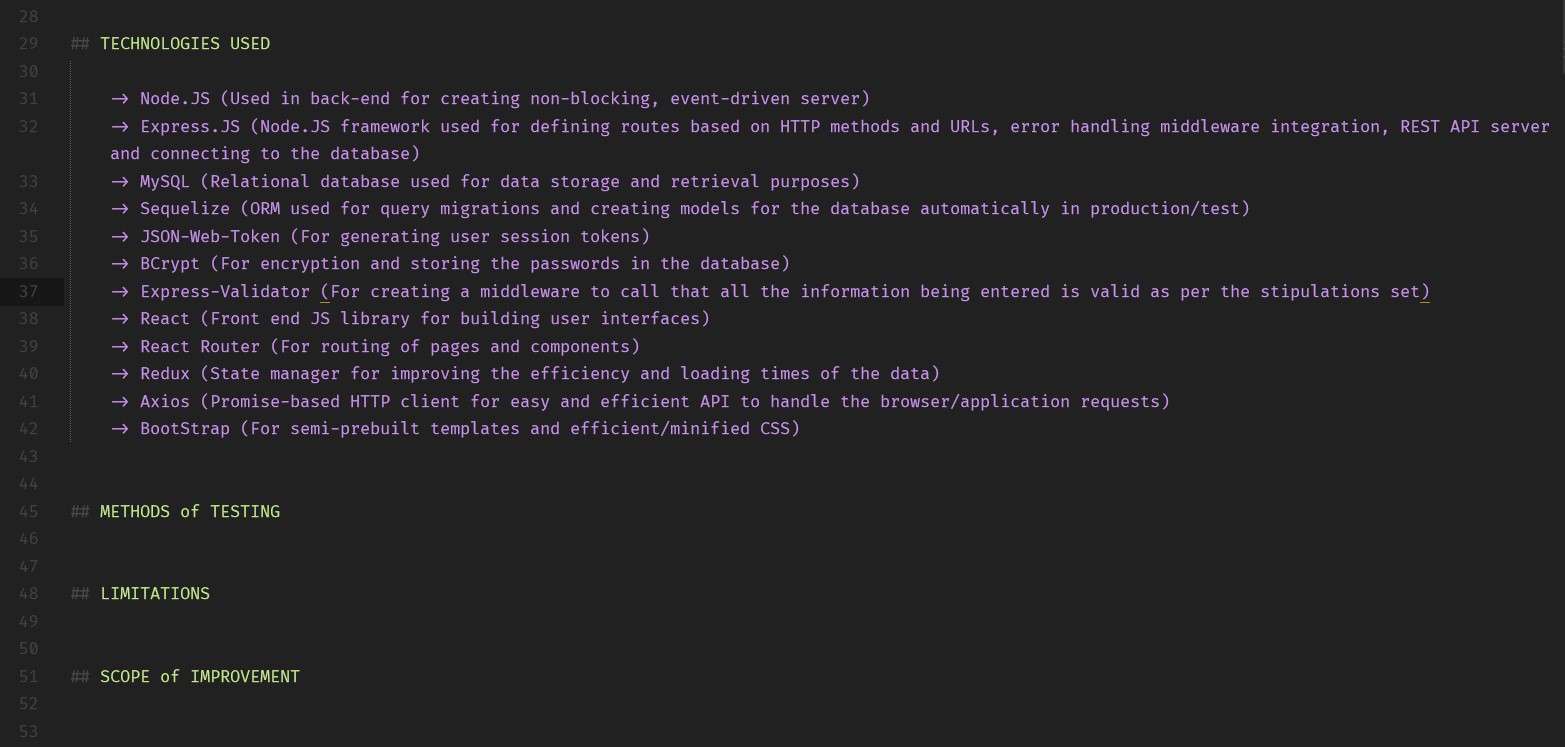 28
29 ## TECHNOLOGIES USED
30
31 -> Node.JS (Used in back-end for creating non-blocking, event-driven server)
32 -> Express.JS (Node.JS framework used for defining routes based on HTTP methods and URLs, error handling middleware integration, REST API server
and connecting to the database)
33 -> MySQL (Relational database used for data storage and retrieval purposes)
34 -> Sequelize (ORM used for query migrations and creating models for the database automatically in production/test)
35 -> JSON-Web-Token (For generating user session tokens)
36 -> BCrypt (For encryption and storing the passwords in the database)
37 -> Express-Validator (For creating a middleware to call that all the information being entered is valid as per the stipulations set)
38 -> React (Front end JS library for building user interfaces)
39 -> React Router (For routing of pages and components)
40 -> Redux (State manager for improving the efficiency and loading times of the data)
41 -> Axios (Promise-based HTTP client for easy and efficient API to handle the browser/application requests)
42 -> BootStrap (For semi-prebuilt templates and efficient/minified CSS)
43
44
45 ## METHODS of TESTING
46
47
48 ## LIMITATIONS
49
50
51 ## SCOPE of IMPROVEMENT
52
53